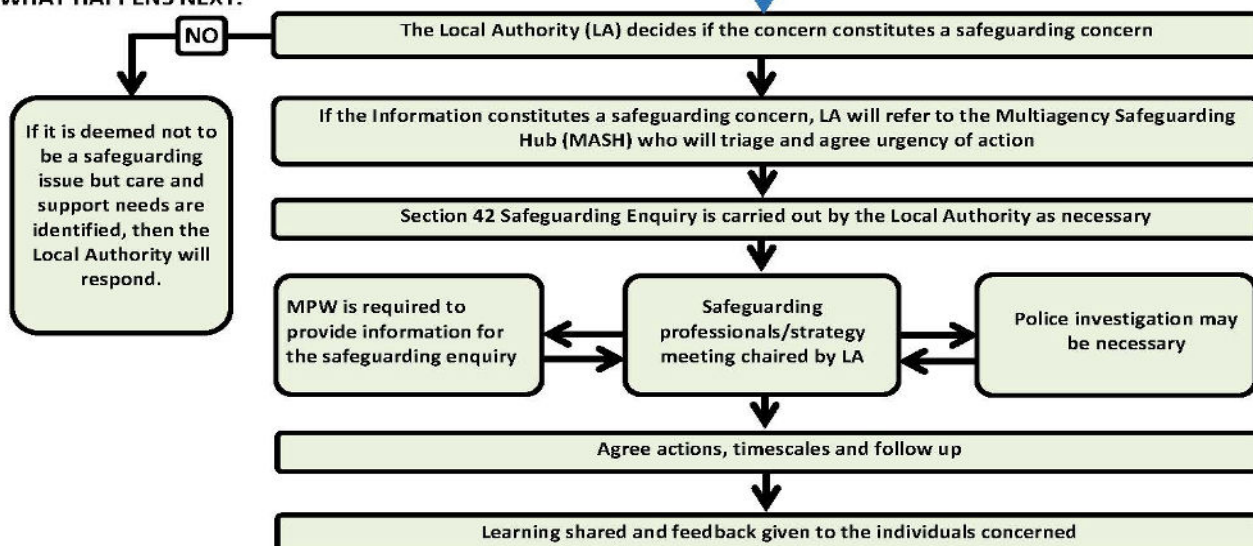 WHAT HAPPENS NEXT:
NO
The Local Authority (LA) decides if the concern constitutes a safeguarding concern
If it is deemed not to
be a safeguarding
issue but care and
support needs are
identified, then the
Local Authority will
respond.
If the Information constitutes a safeguarding concern, LA will refer to the Multiagency Safeguarding
Hub (MASH) who will triage and agree urgency of action
Section 42 Safeguarding Enquiry is carried out by the Local Authority as necessary
MPW is required to
provide information for
the safeguarding enquiry
Safeguarding
professionals/strategy
meeting chaired by LA
Police investigation may
be necessary
Agree actions, timescales and follow up
Learning shared and feedback given to the individuals concerned